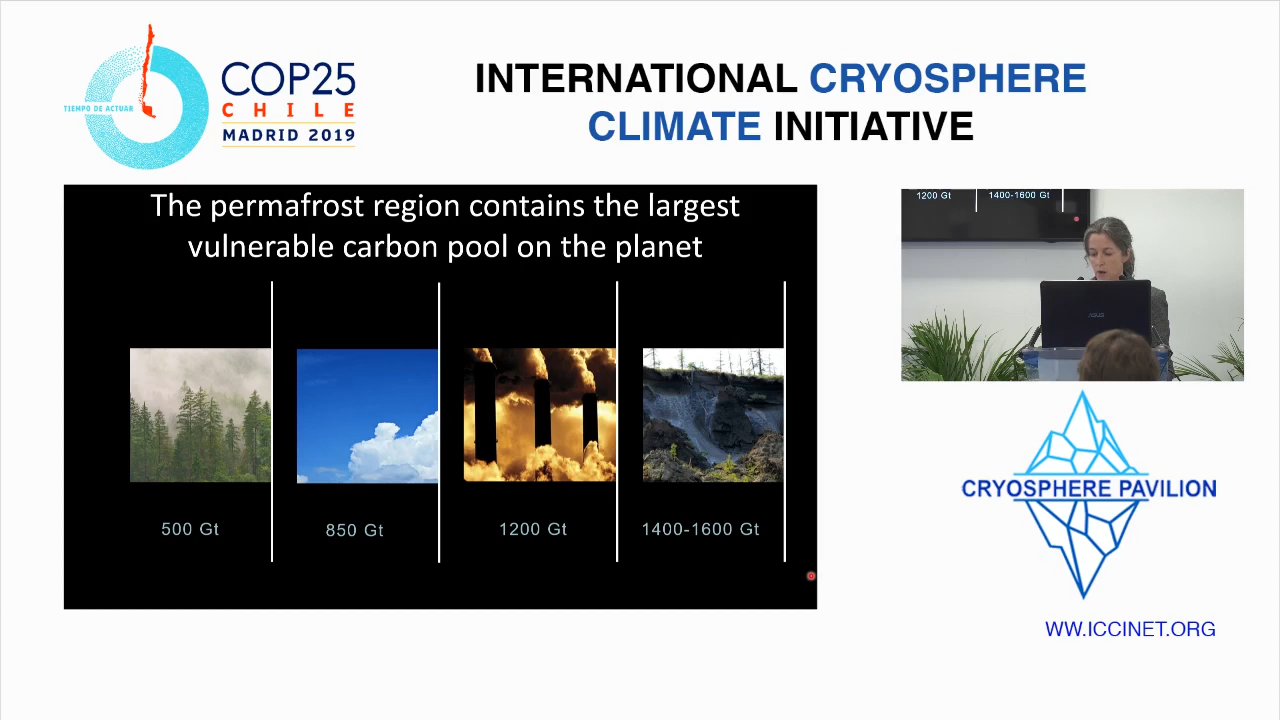 TIEMPO DE ACTUAR
COP25
CHILE
MADRID 2019
INTERNATIONAL CRYOSPHERE
CLIMATE INITIATIVE
The permafrost region contains the largest
vulnerable carbon pool on the planet
500 Gt
850 Gt
1200 Gt
1400-1600 Gt
1200 Gt
1400-1600 Gt
ASUS
CRYOSPHERE PAVILION
WW.ICCINET.ORG